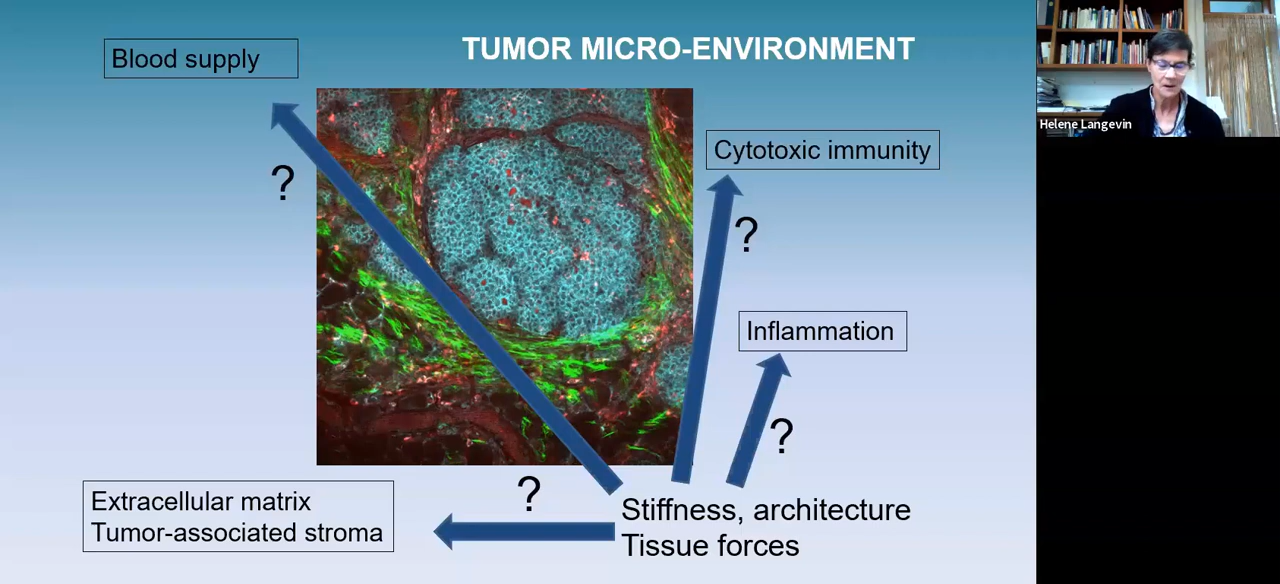 TUMOR MICRO-ENVIRONMENT
Blood supply
?
Cytotoxic immunity
?
Inflammation
?
Extracellular matrix
Tumor-associated stroma
?
Stiffness, architecture
Tissue forces
Helene Langevin